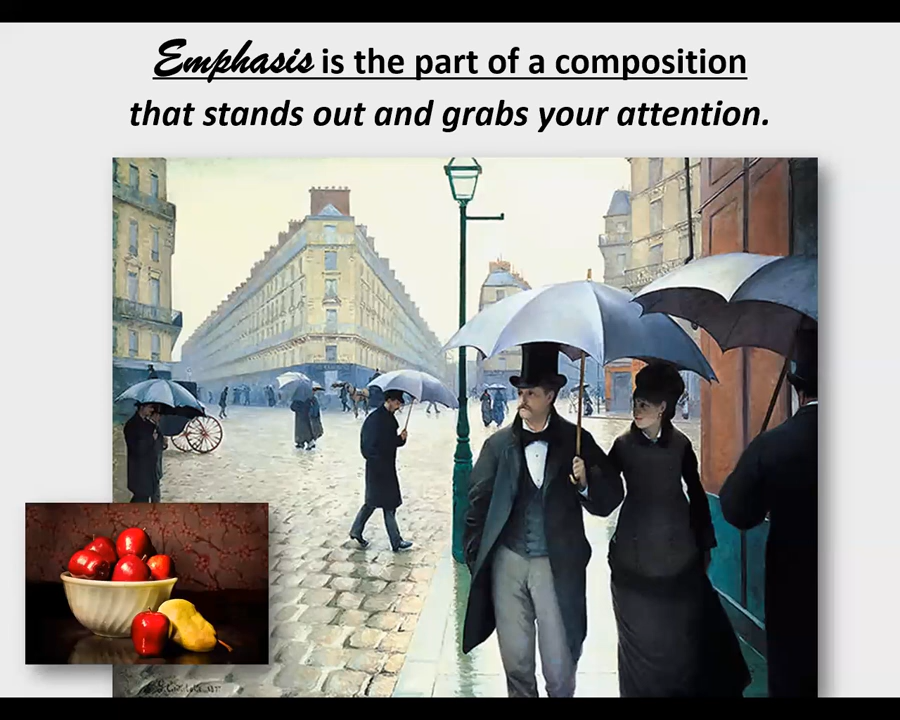 Emphasis is the part of a composition
that stands out and grabs your attention.